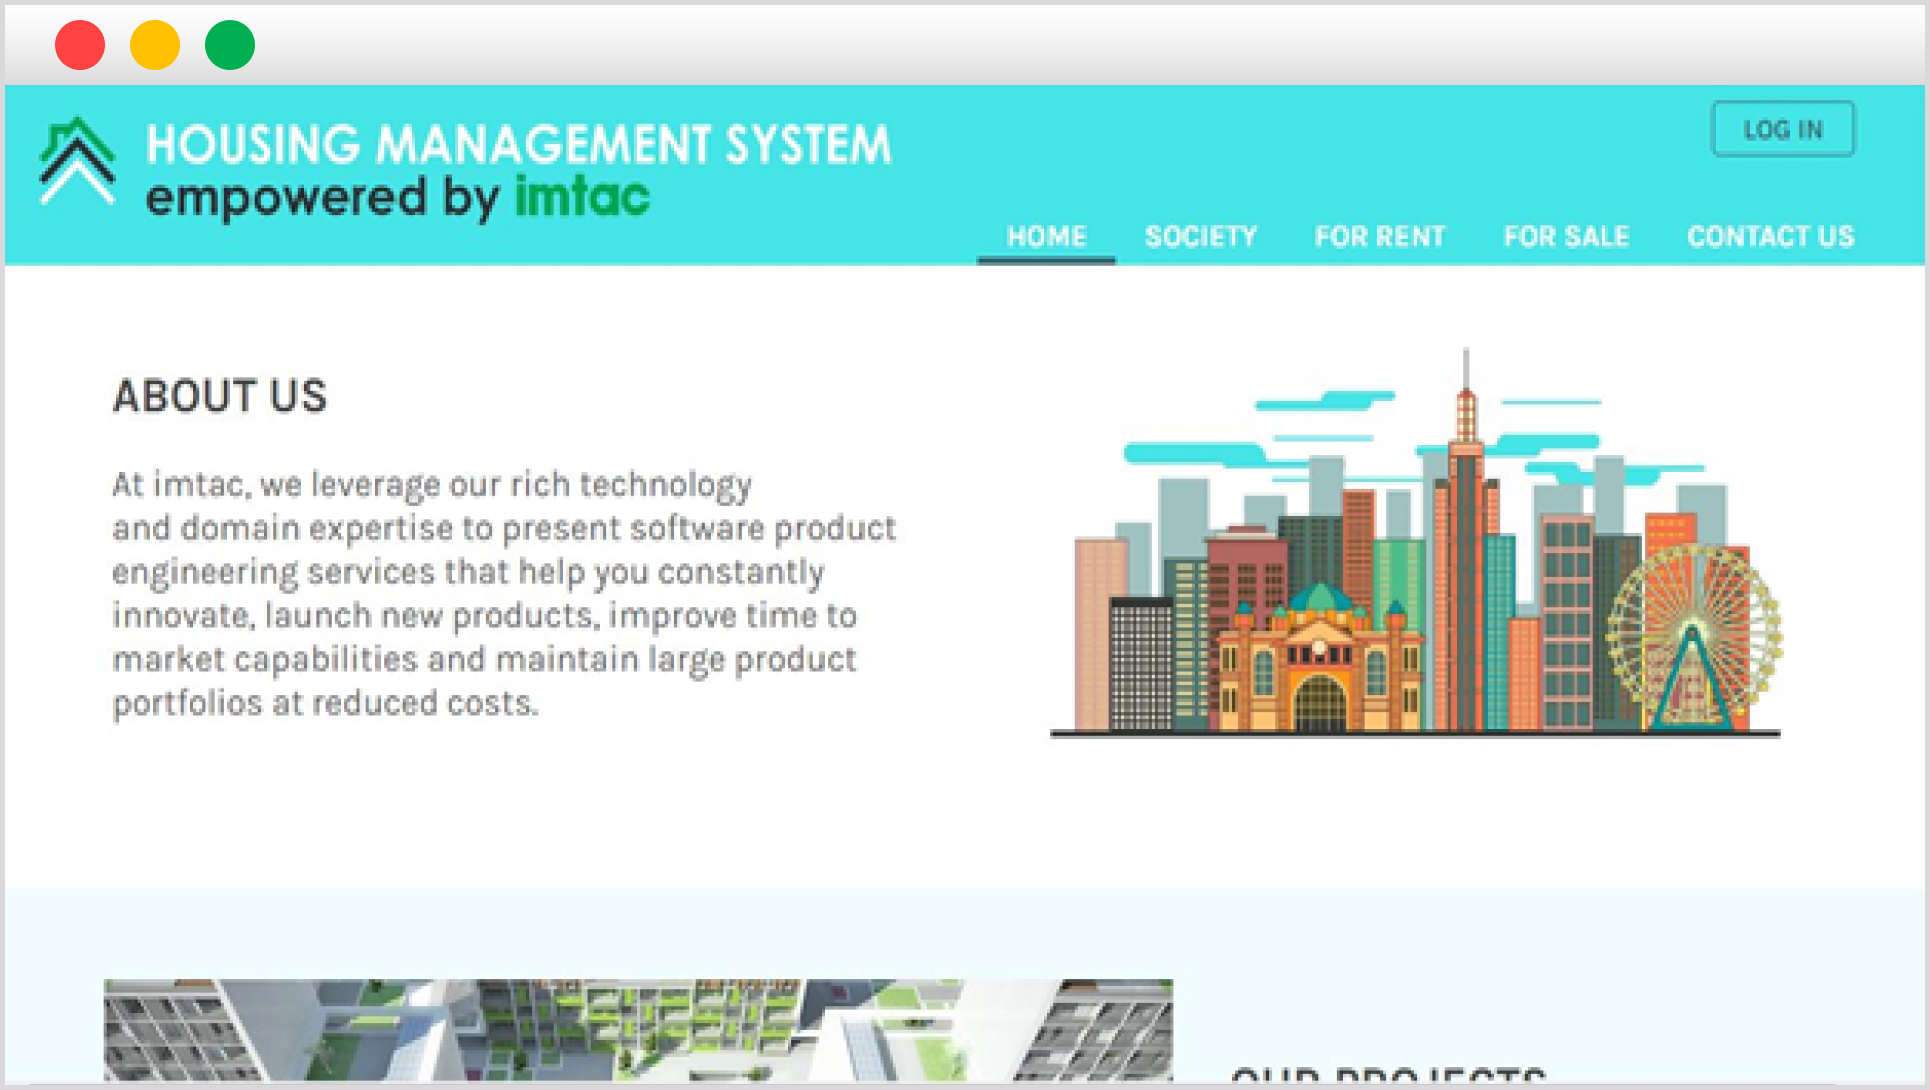 HOUSING MANAGEMENT SYSTEM
empowered by imtac
LOG IN
HOME SOCIETY FOR RENT FOR SALE CONTACT US
ABOUT US
At imtac, we leverage our rich technology
and domain expertise to present software product
engineering services that help you constantly
innovate, launch new products, improve time to
market capabilities and maintain large product
portfolios at reduced costs.
OUR PROJECTS